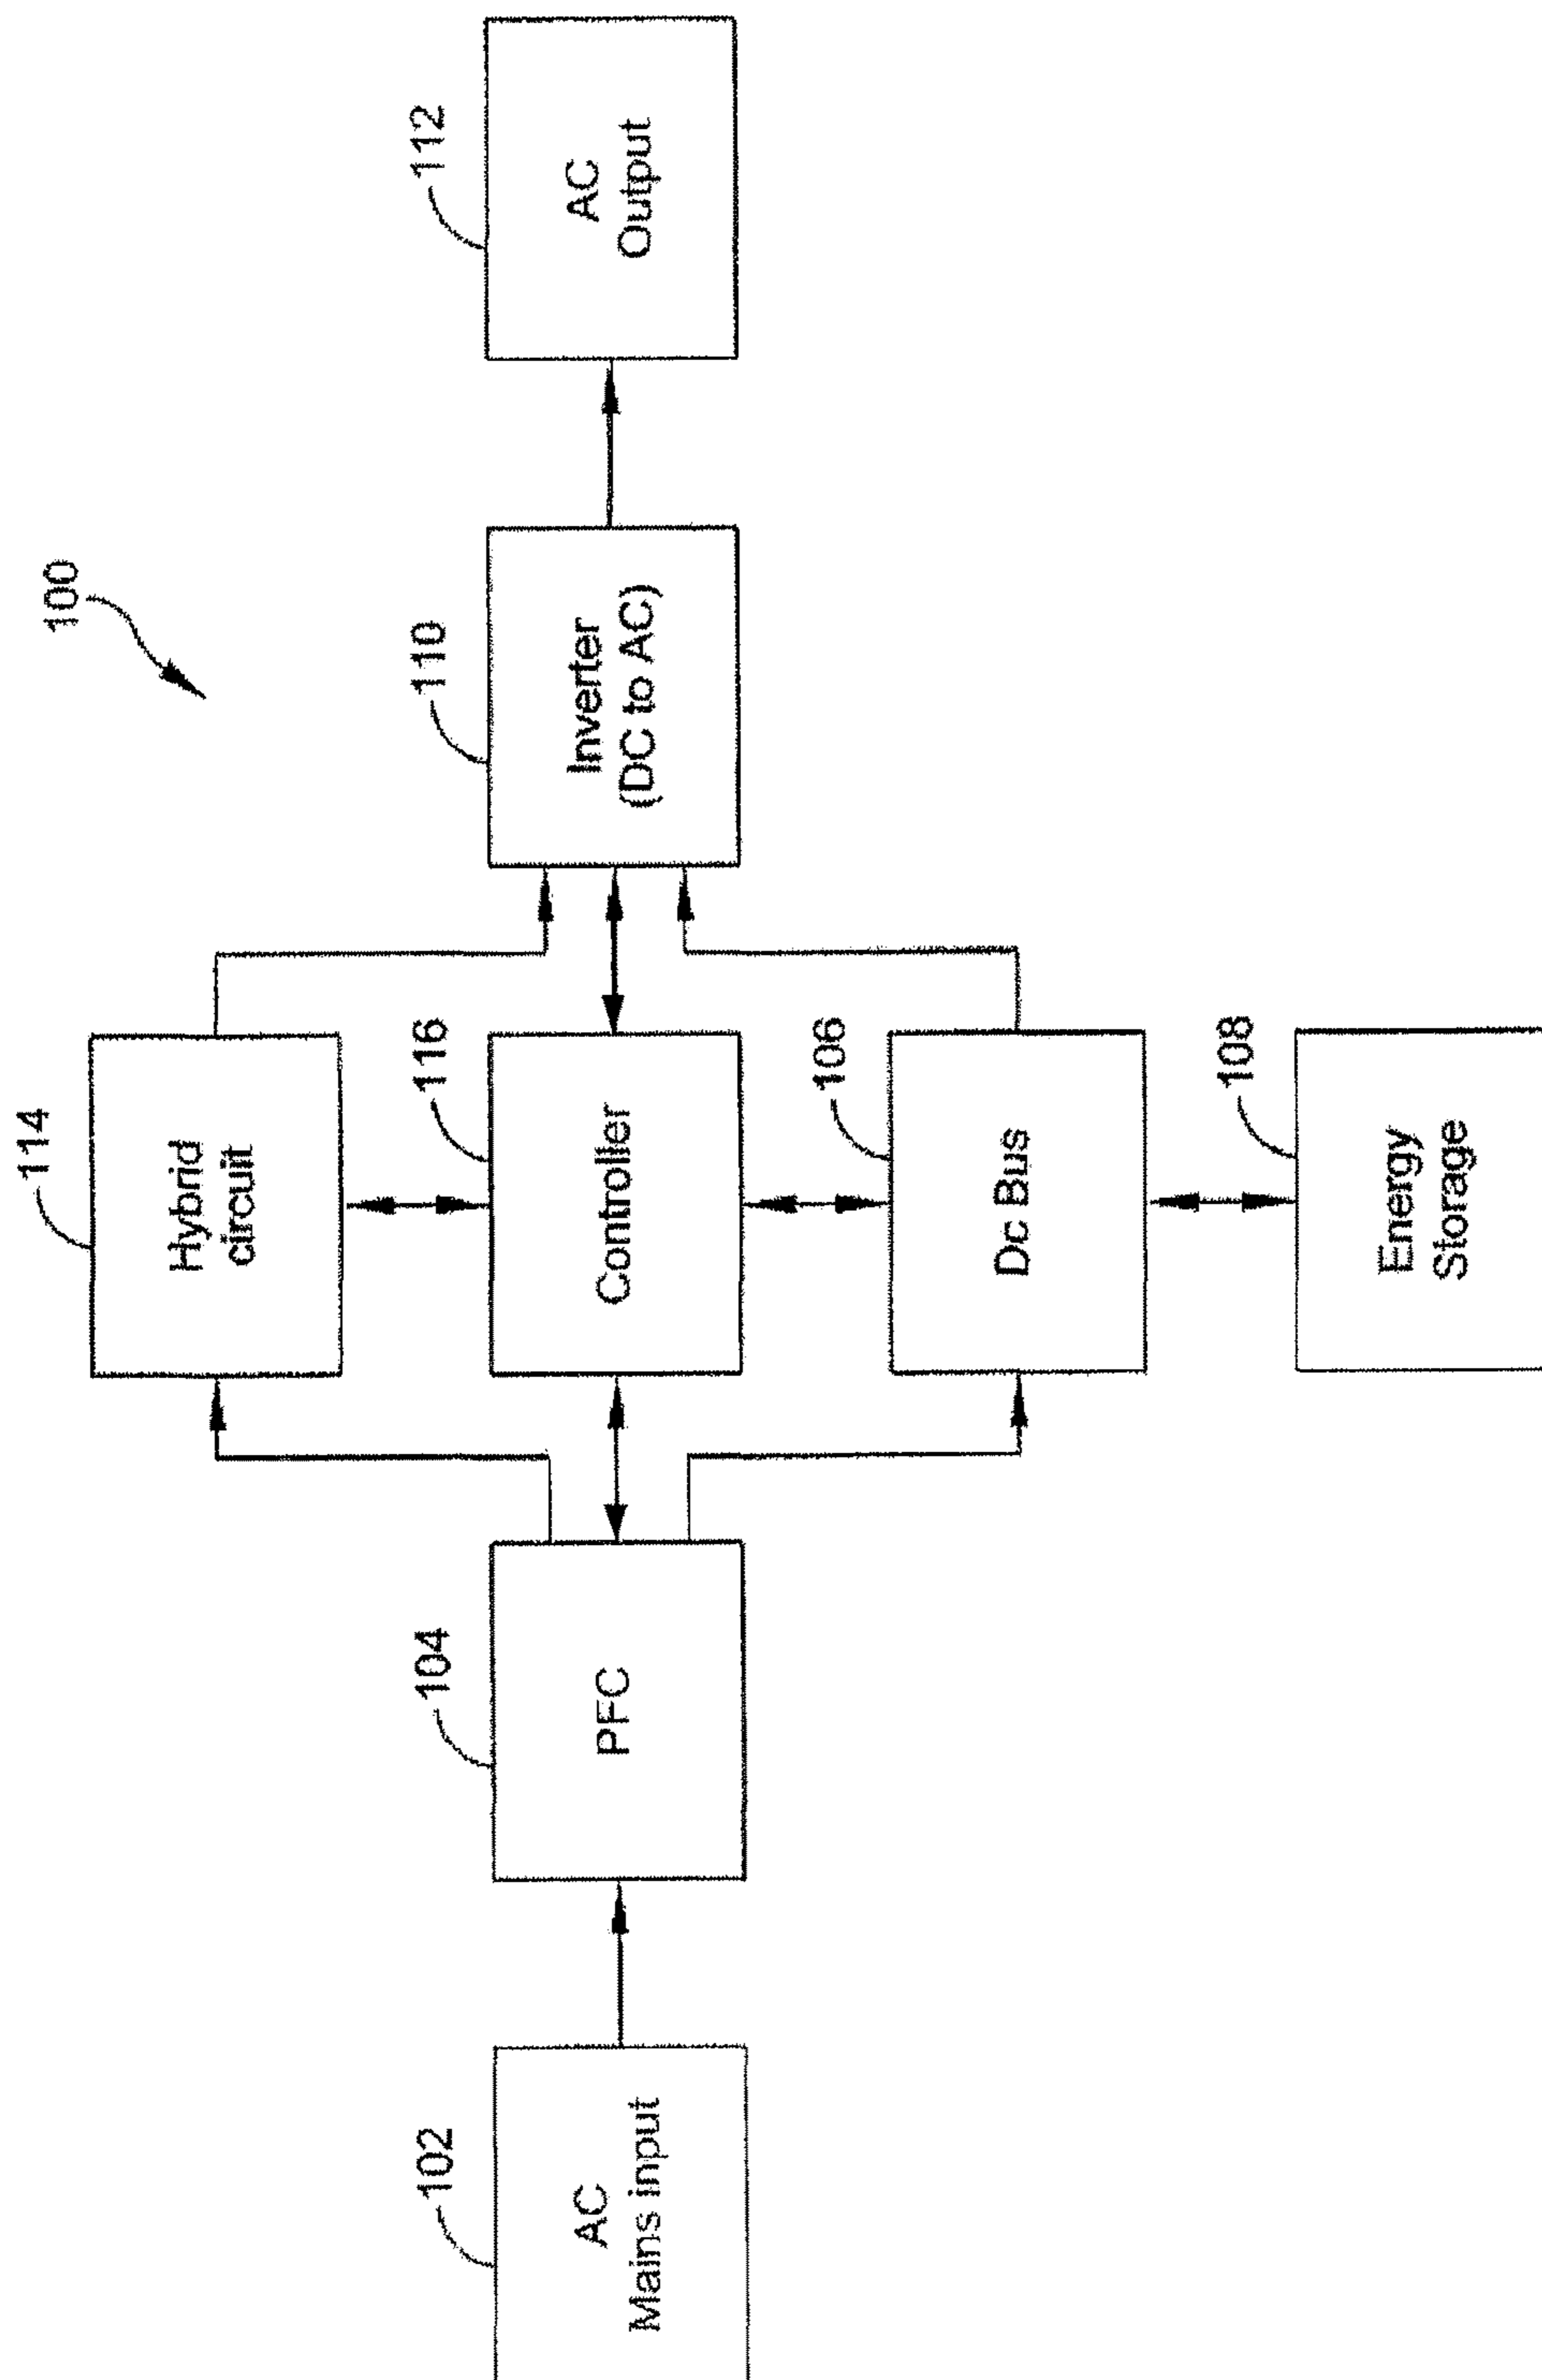 100
114
Hybrid
circuit
102
AC
Mains input
104
PFC
116
Controller
110
Inverter
(DC to AC)
112
AC
Output
106
Dc Bus
108
Energy
Storage